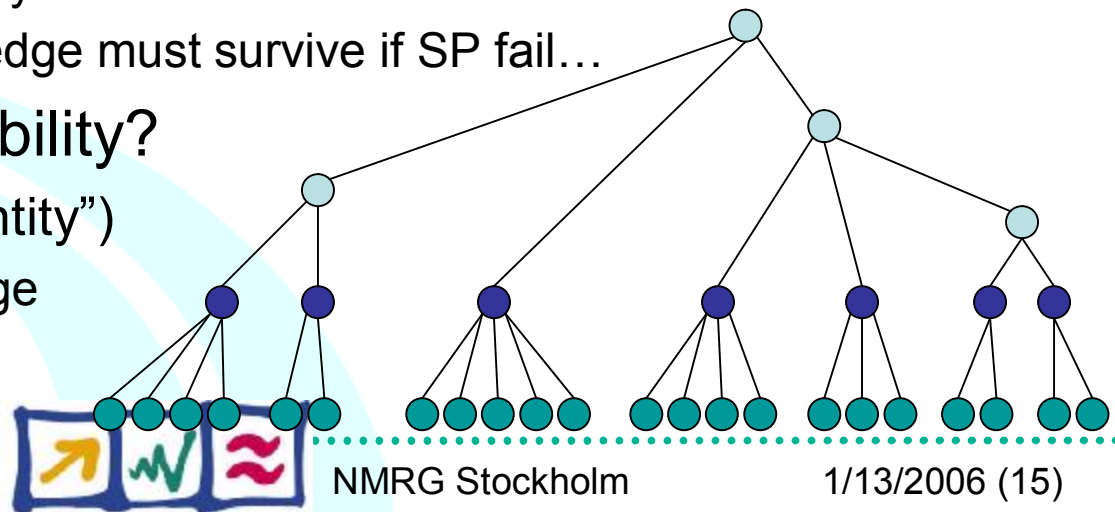 y
edge must survive if SP fail…
bility?
ntity”)
ge
NMRG Stockholm 1/13/2006 (15)